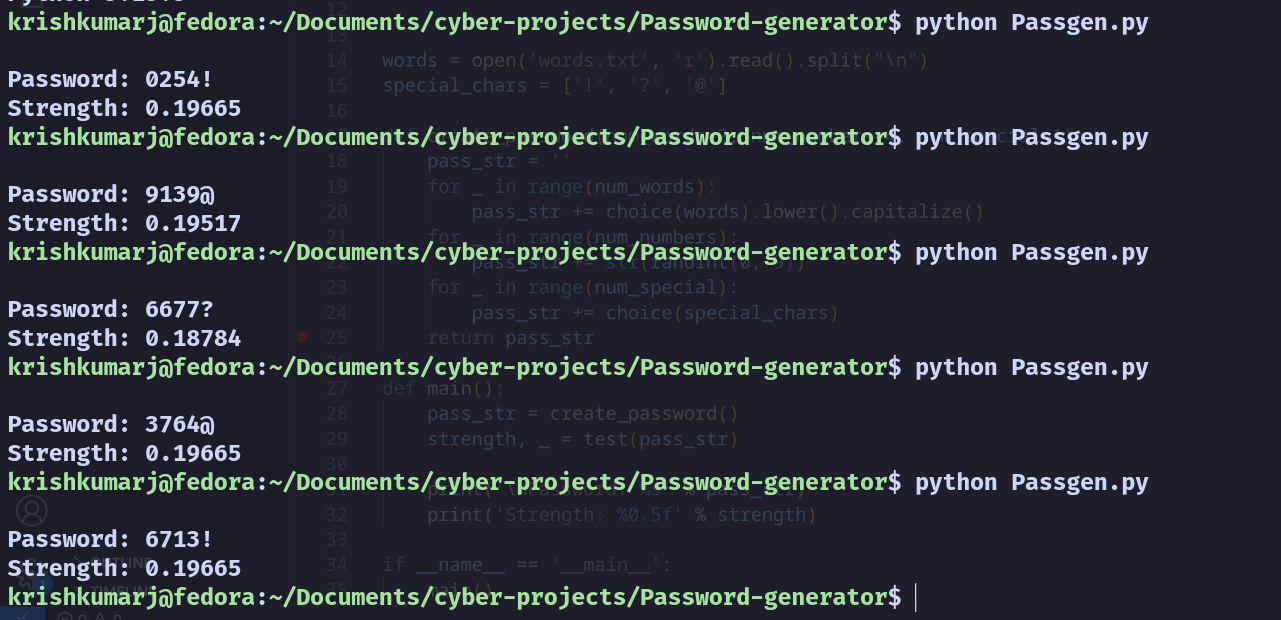 krishkumarj@fedora:~/Documents/cyber-projects/Password-generator$ python Passgen.py
14 words = open('words.txt', 'r').read().split("\n")
Password: 0254!
15 special_chars = ['!', '?', '@']
Strength: 0.19665
16
krishkumarj@fedora:~/Documents/cyber-projects/Password-generator$ python Passgen.py
18 pass_str = ''
19 for _ in range(num_words):
Password: 9139@
20 pass_str += choice(words).lower().capitalize()
Strength: 0.19517
21 for _ in range(num_numbers):
krishkumarj@fedora:~/Documents/cyber-projects/Password-generator$ python Passgen.py
22 pass_str += str(randint(0, 9))
23 for _ in range(num_special):
Password: 6677?
24 pass_str += choice(special_chars)
Strength: 0.18784
25 return pass_str
krishkumarj@fedora:~/Documents/cyber-projects/Password-generator$ python Passgen.py
27 def main():
28 pass_str = create_password()
Password: 3764@
29 strength, _ = test(pass_str)
Strength: 0.19665
30
krishkumarj@fedora:~/Documents/cyber-projects/Password-generator$ python Passgen.py
32 print('Strength: %0.5f' % strength)
Password: 6713!
33
34 if __name__ == '__main__':
Strength: 0.19665
krishkumarj@fedora:~/Documents/cyber-projects/Password-generator$